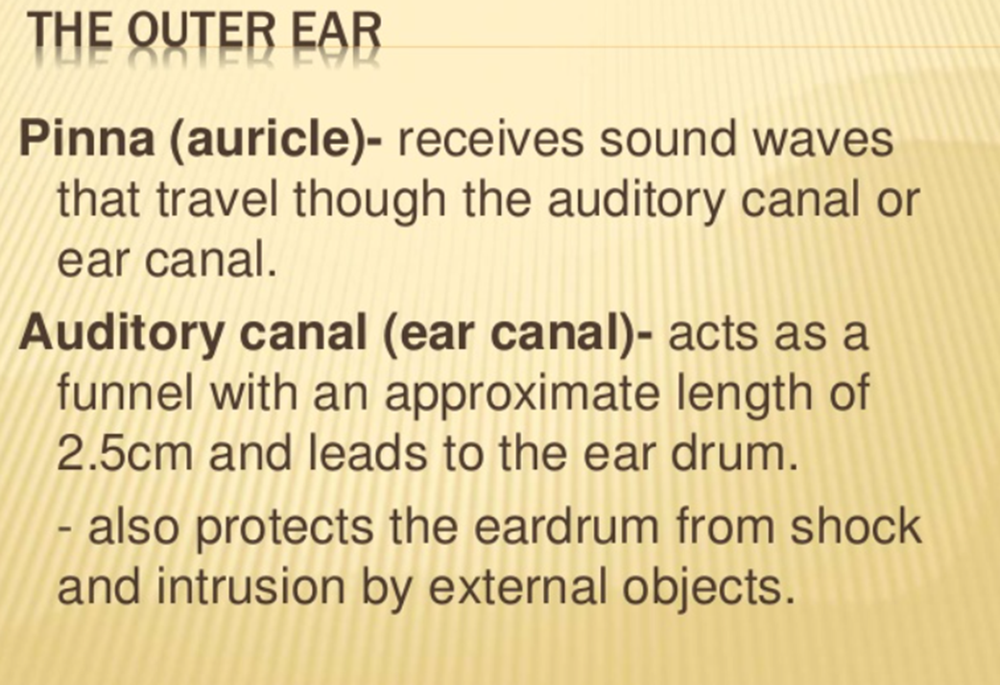 THE OUTER EAR
Pinna (auricle)- receives sound waves
that travel though the auditory canal or
ear canal.
Auditory canal (ear canal)- acts as a
funnel with an approximate length of
2.5cm and leads to the ear drum.
- also protects the eardrum from shock
and intrusion by external objects.